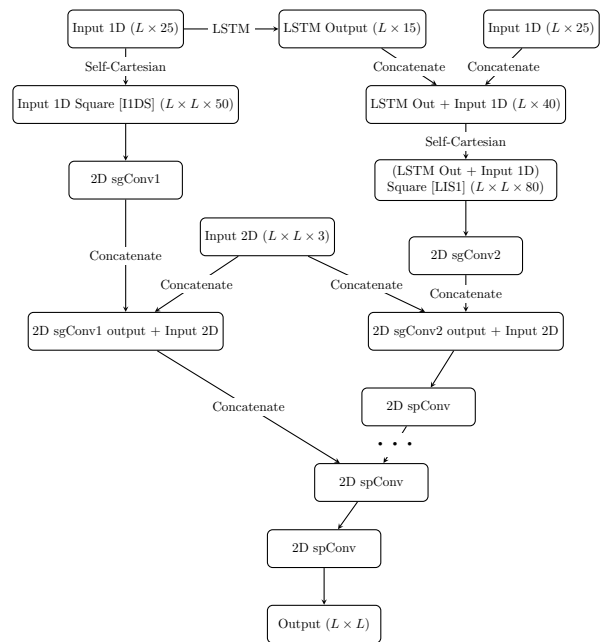 Input 1D (L × 25)
LSTM
LSTM Output (L × 15)
Input 1D (L × 25)
Self-Cartesian
Concatenate
Concatenate
Input 1D Square [I1DS] (L × L × 50)
LSTM Out + Input 1D (L × 40)
Self-Cartesian
2D sgConv1
(LSTM Out + Input 1D)
Square [LIS1] (L × L × 80)
Input 2D (L × L × 3)
2D sgConv2
Concatenate
Concatenate
Concatenate
Concatenate
2D sgConv1 output + Input 2D
2D sgConv2 output + Input 2D
2D spConv
Concatenate
• • •
2D spConv
2D spConv
Output (L × L)